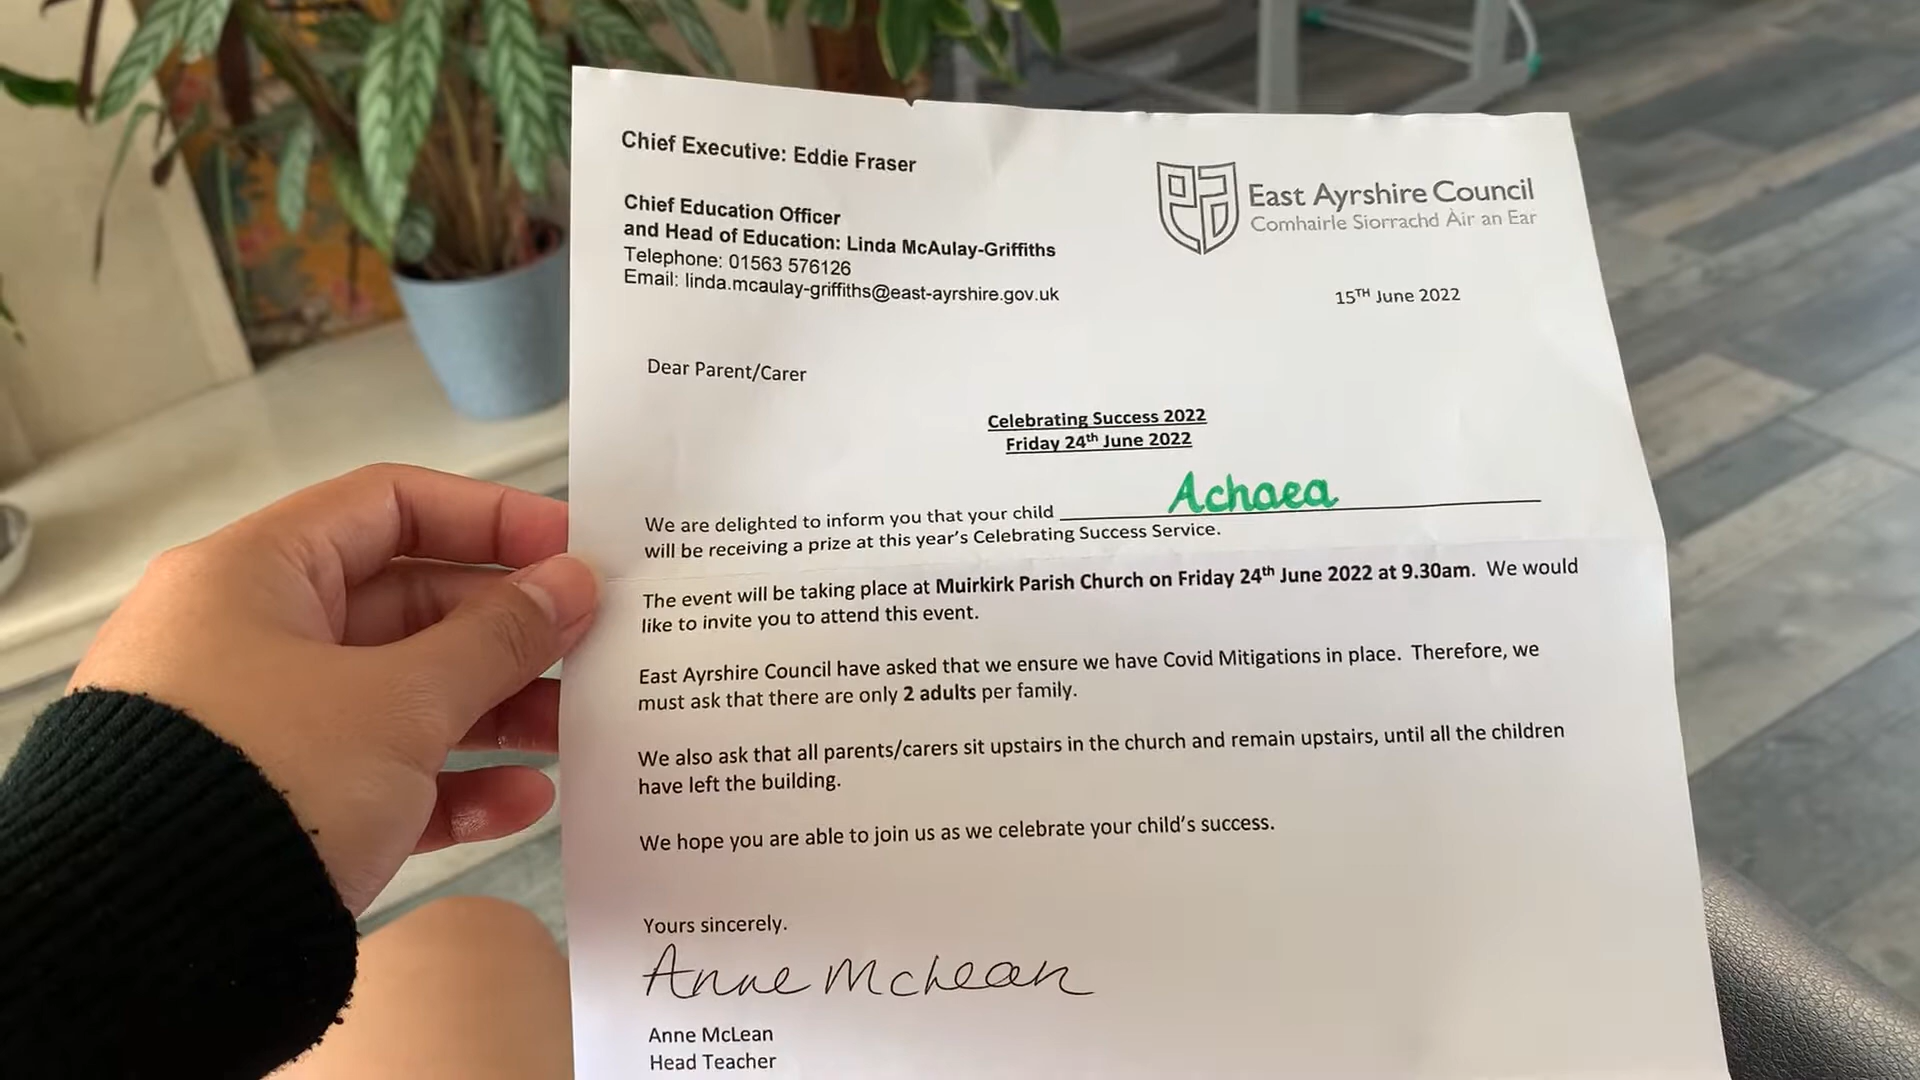 Chief Executive: Eddie Fraser
Chief Education Officer
and Head of Education: Linda McAulay-Griffiths
Telephone: 01563 576126
Email: linda.mcaulay-griffiths@east-ayrshire.gov.uk
East Ayrshire Council
Comhairle Siorrachd Àir an Ear
15TH June 2022
Dear Parent/Carer
Celebrating Success 2022
Friday 24th June 2022
We are delighted to inform you that your child Achaea
will be receiving a prize at this year's Celebrating Success Service.
The event will be taking place at Muirkirk Parish Church on Friday 24th June 2022 at 9.30am. We would
like to invite you to attend this event.
East Ayrshire Council have asked that we ensure we have Covid Mitigations in place. Therefore, we
must ask that there are only 2 adults per family.
We also ask that all parents/carers sit upstairs in the church and remain upstairs, until all the children
have left the building.
We hope you are able to join us as we celebrate your child's success.
Yours sincerely.
Anne McLean
Anne McLean
Head Teacher